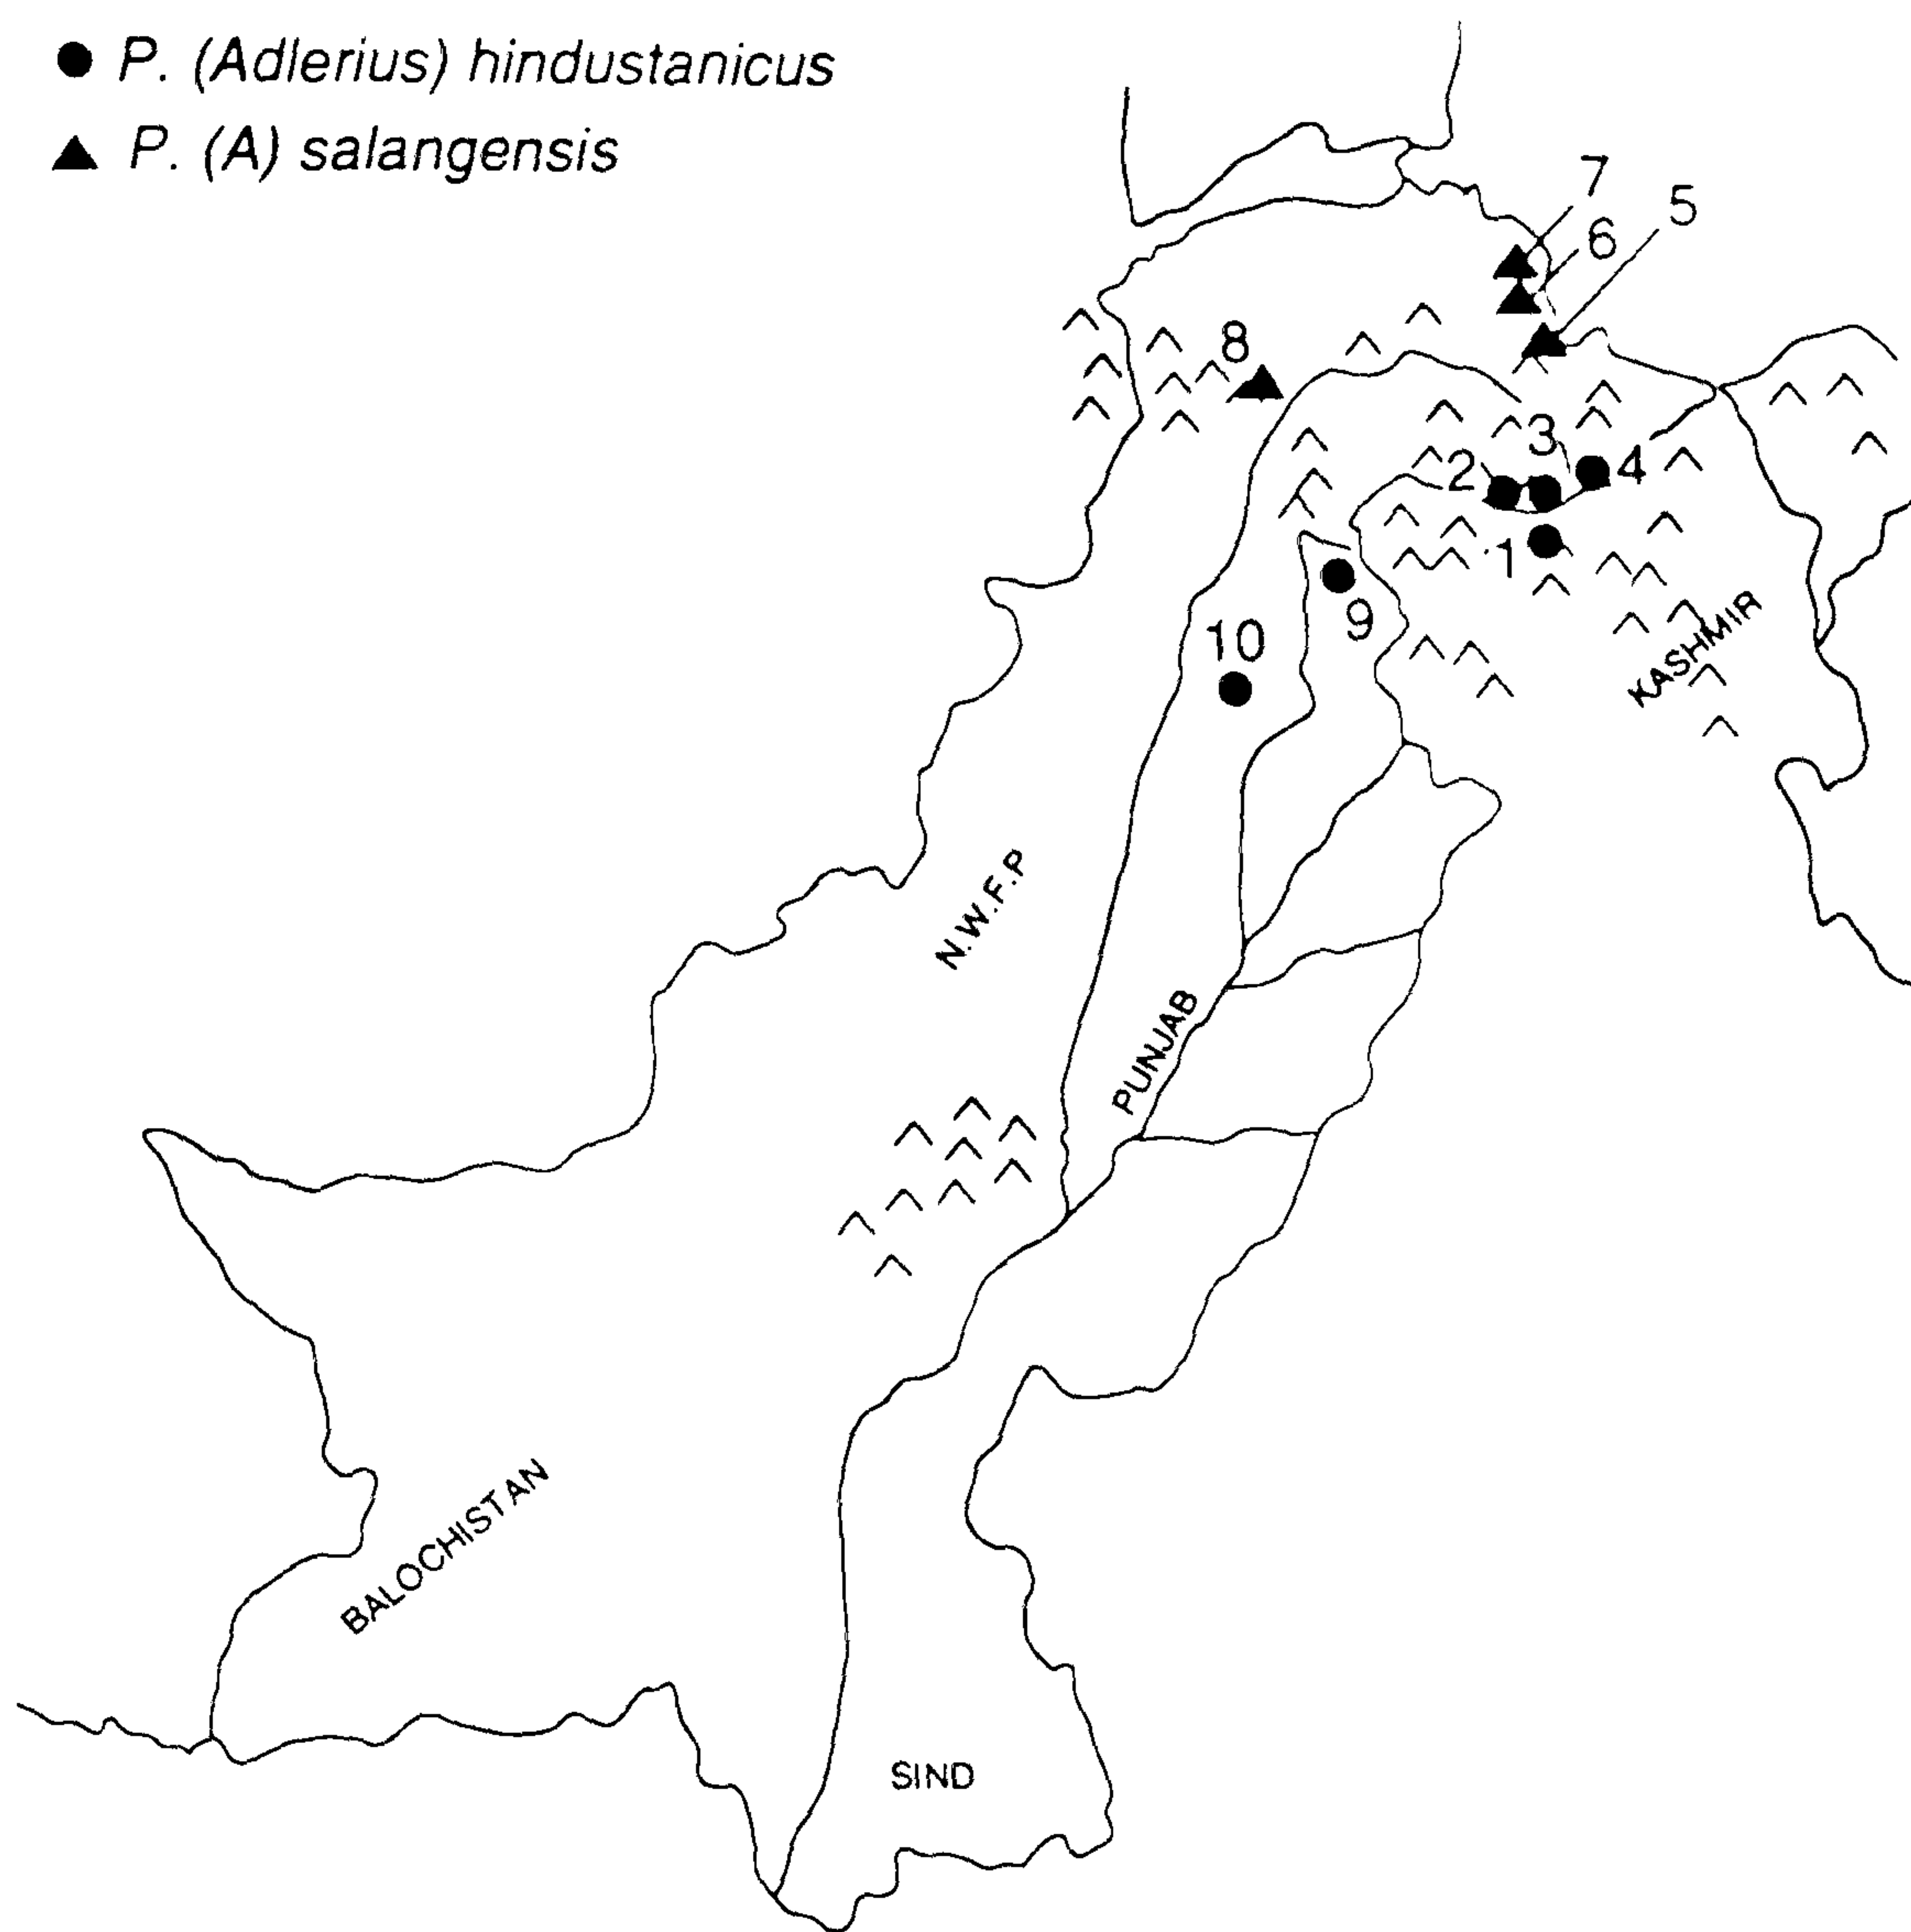 P. (Adlerius) hindustanicus
P. (A) salangensis
7
5
6
8
3
2
4
1
9
10
KASHMIR
N.W.F.P
PUNJAB
BALOCHISTAN
SIND